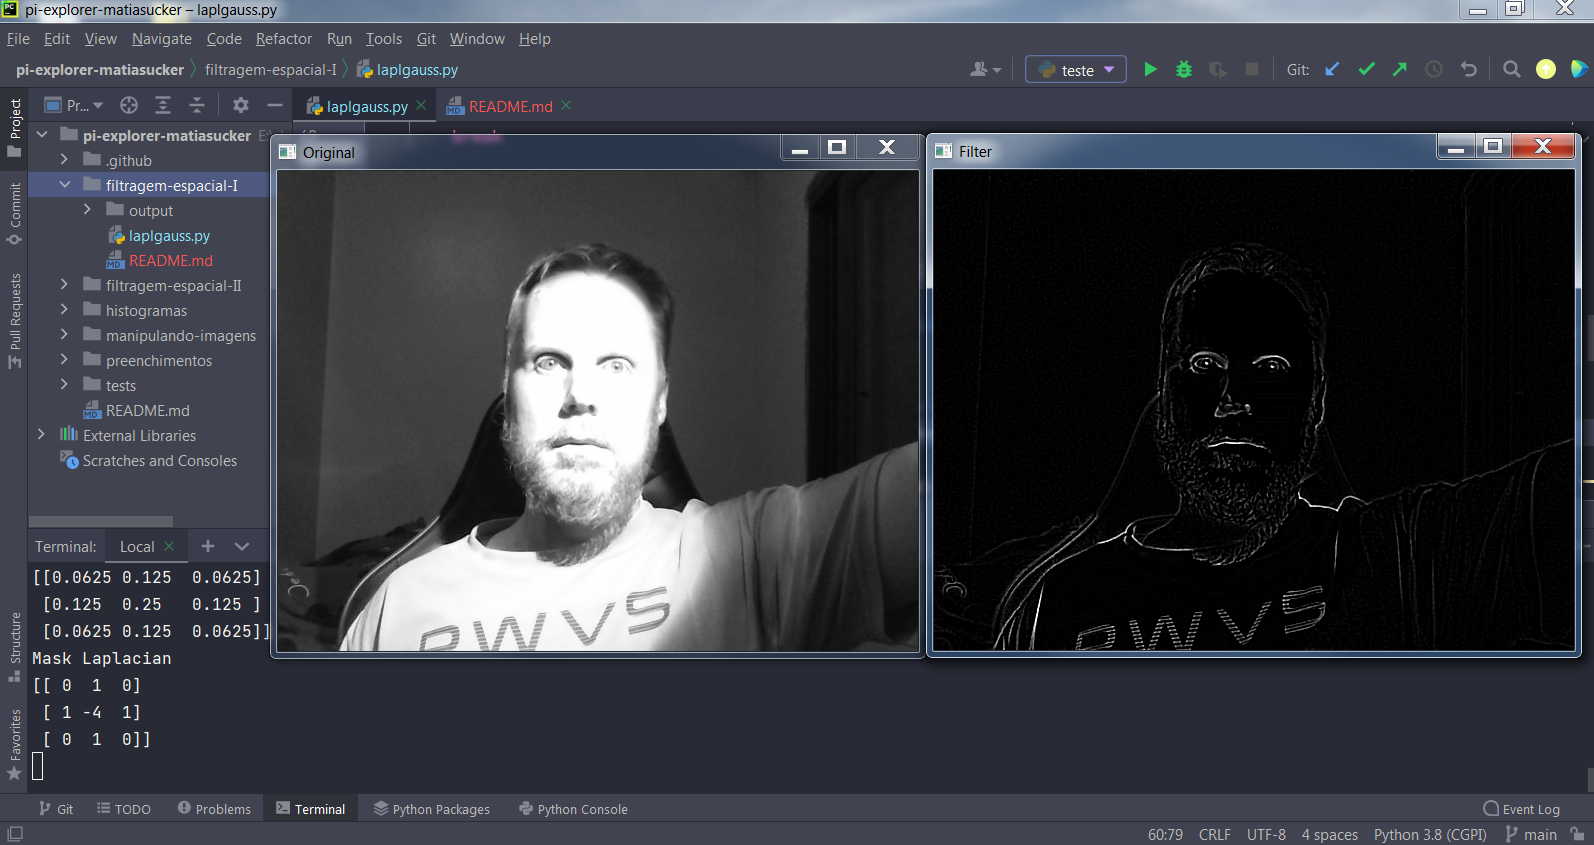 pi-explorer-matiasucker – laplgauss.py
File Edit View Navigate Code Refactor Run Tools Git Window Help
pi-explorer-matiasucker filtragem-espacial-I laplgauss.py teste Git:
Project
Pr... laplgauss.py README.md
pi-explorer-matiasucker
break
.github
filtragem-espacial-I
output
laplgauss.py
README.md
filtragem-espacial-II
histogramas
manipulando-imagens
preenchimentos
tests
README.md
External Libraries
Scratches and Consoles
Commit
Pull Requests
Original
Filter
Terminal: Local
[[0.0625 0.125  0.0625]
[0.125  0.25   0.125 ]
[0.0625 0.125  0.0625]]
Mask Laplacian
[[ 0  1  0]
[ 1 -4  1]
[ 0  1  0]]
Structure
Favorites
Git TODO Problems Terminal Python Packages Python Console Event Log
60:79 CRLF UTF-8 4 spaces Python 3.8 (CGPI) main